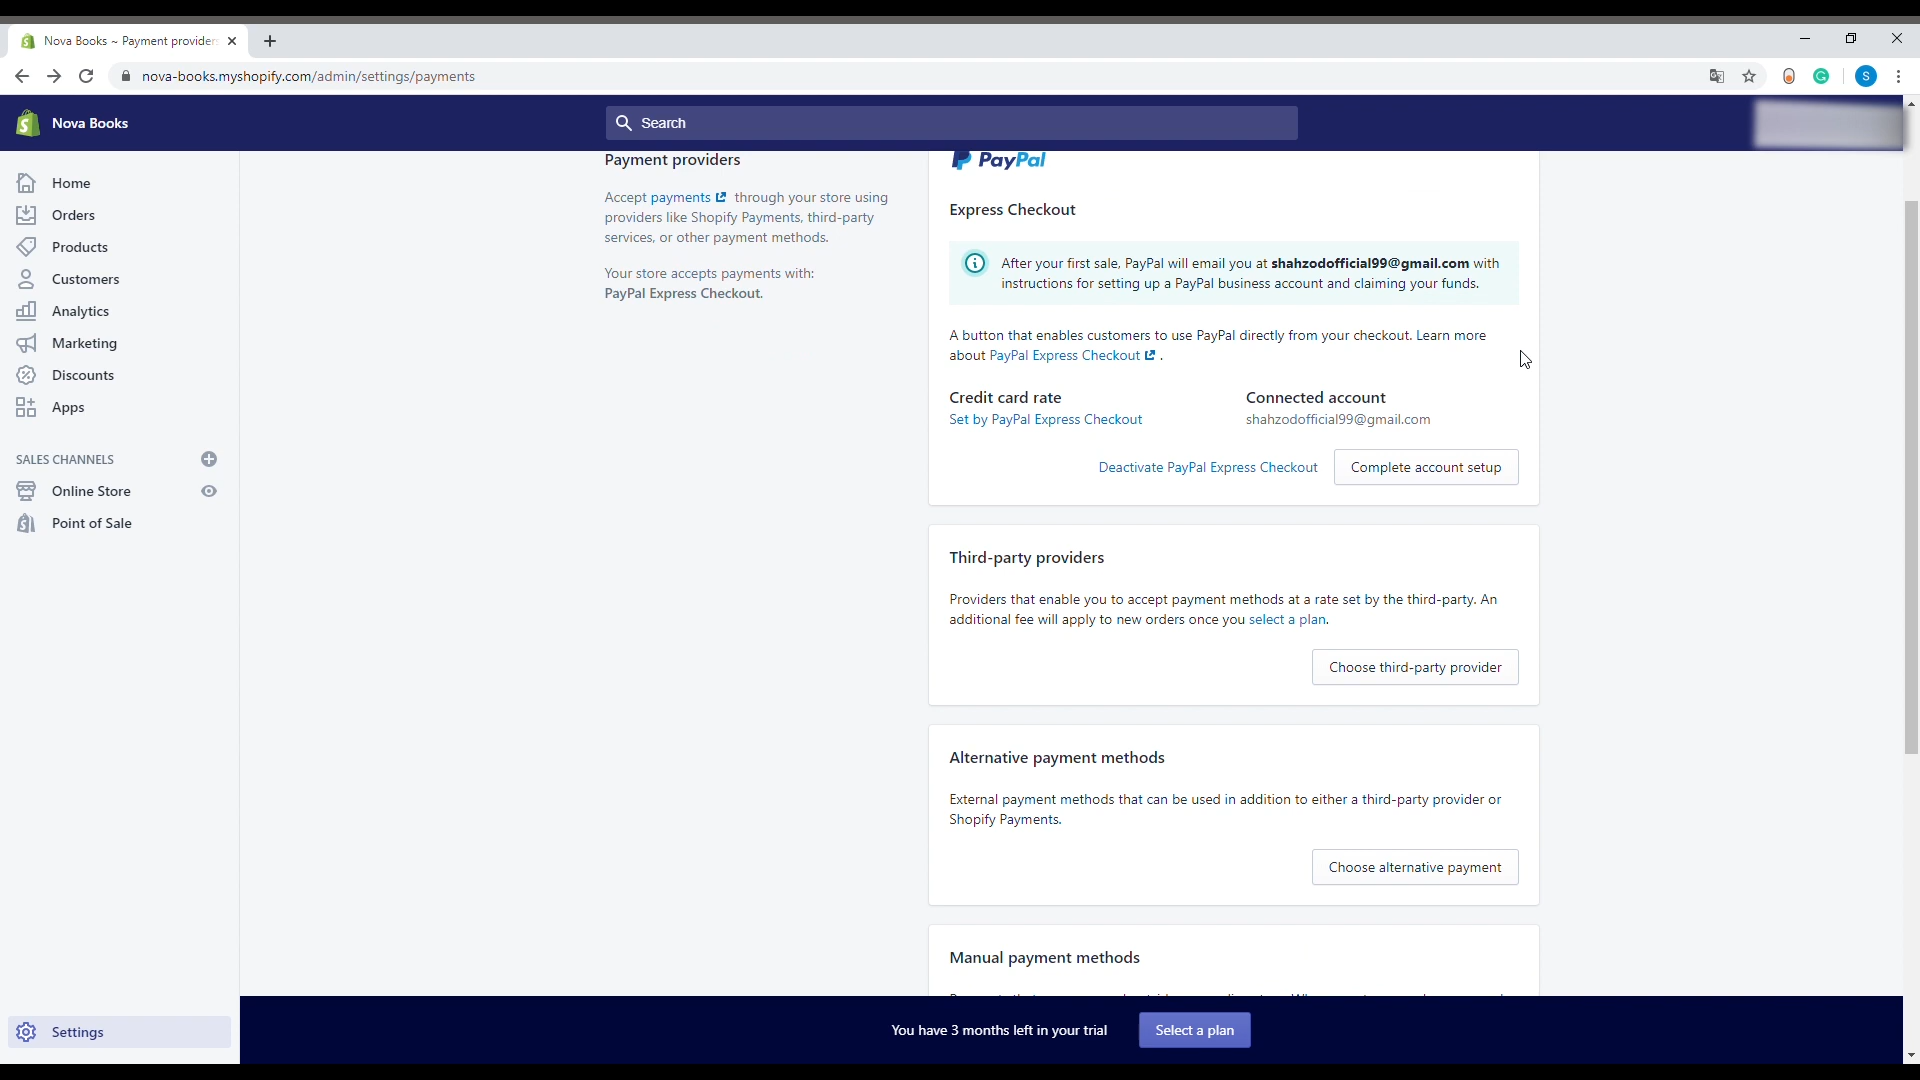 Nova Books ~ Payment provider
nova-books.myshopify.com/admin/settings/payments
S
Nova Books
Search
Home
Orders
Products
Customers
Analytics
Marketing
Discounts
Apps
SALES CHANNELS
Online Store
Point of Sale
Settings
Payment providers
Accept payments through your store using
providers like Shopify Payments, third-party
services, or other payment methods.
Your store accepts payments with:
PayPal Express Checkout.
PayPal
Express Checkout
After your first sale, PayPal will email you at shahzodofficial99@gmail.com with
instructions for setting up a PayPal business account and claiming your funds.
A button that enables customers to use PayPal directly from your checkout. Learn more
about PayPal Express Checkout .
Credit card rate
Set by PayPal Express Checkout
Connected account
shahzodofficial99@gmail.com
Deactivate PayPal Express Checkout
Complete account setup
Third-party providers
Providers that enable you to accept payment methods at a rate set by the third-party. An
additional fee will apply to new orders once you select a plan.
Choose third-party provider
Alternative payment methods
External payment methods that can be used in addition to either a third-party provider or
Shopify Payments.
Choose alternative payment
Manual payment methods
You have 3 months left in your trial
Select a plan